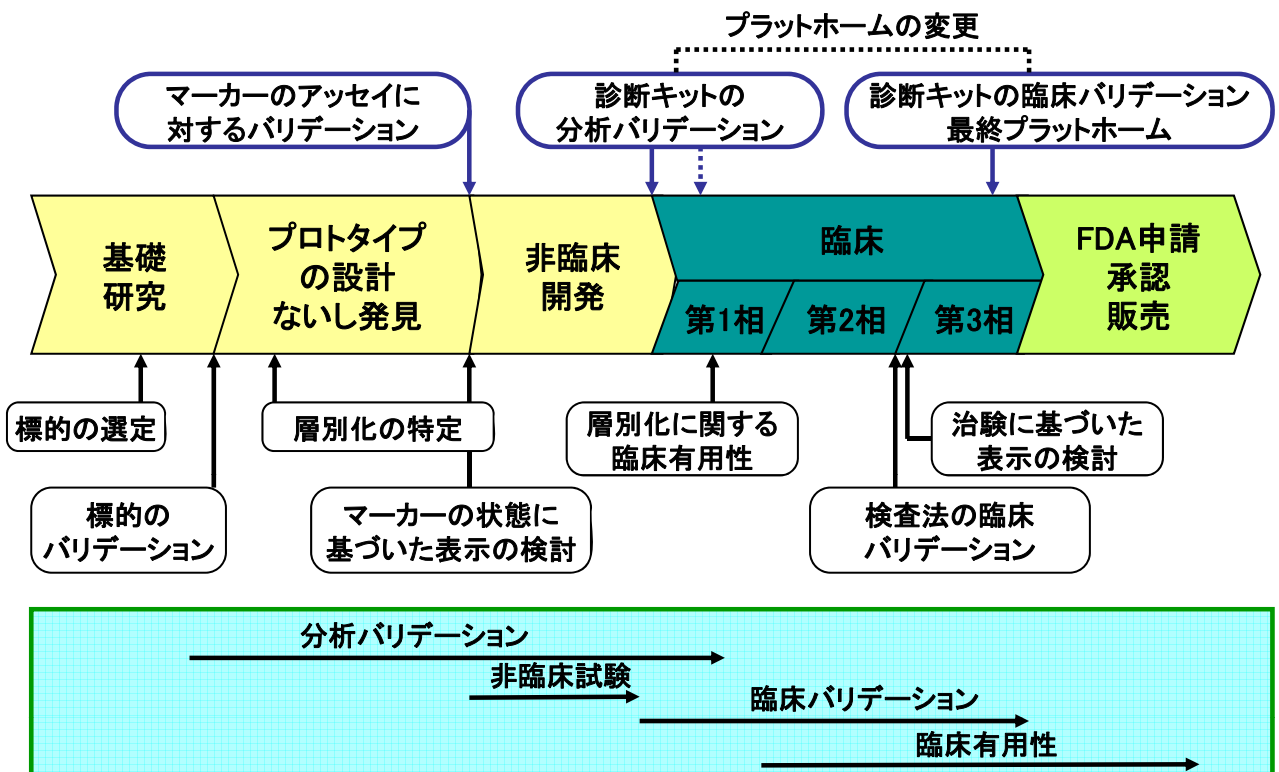 プラットホームの変更
マーカーのアッセイに
対するバリデーション
診断キットの
分析バリデーション
診断キットの臨床バリデーション
最終プラットホーム
基礎
研究
プロトタイプ
の設計
ないし発見
非臨床
開発
臨床
第1相
第2相
第3相
FDA申請
承認
販売
標的の選定
層別化の特定
層別化に関する
臨床有用性
治験に基づいた
表示の検討
標的の
バリデーション
マーカーの状態に
基づいた表示の検討
検査法の臨床
バリデーション
分析バリデーション
非臨床試験
臨床バリデーション
臨床有用性